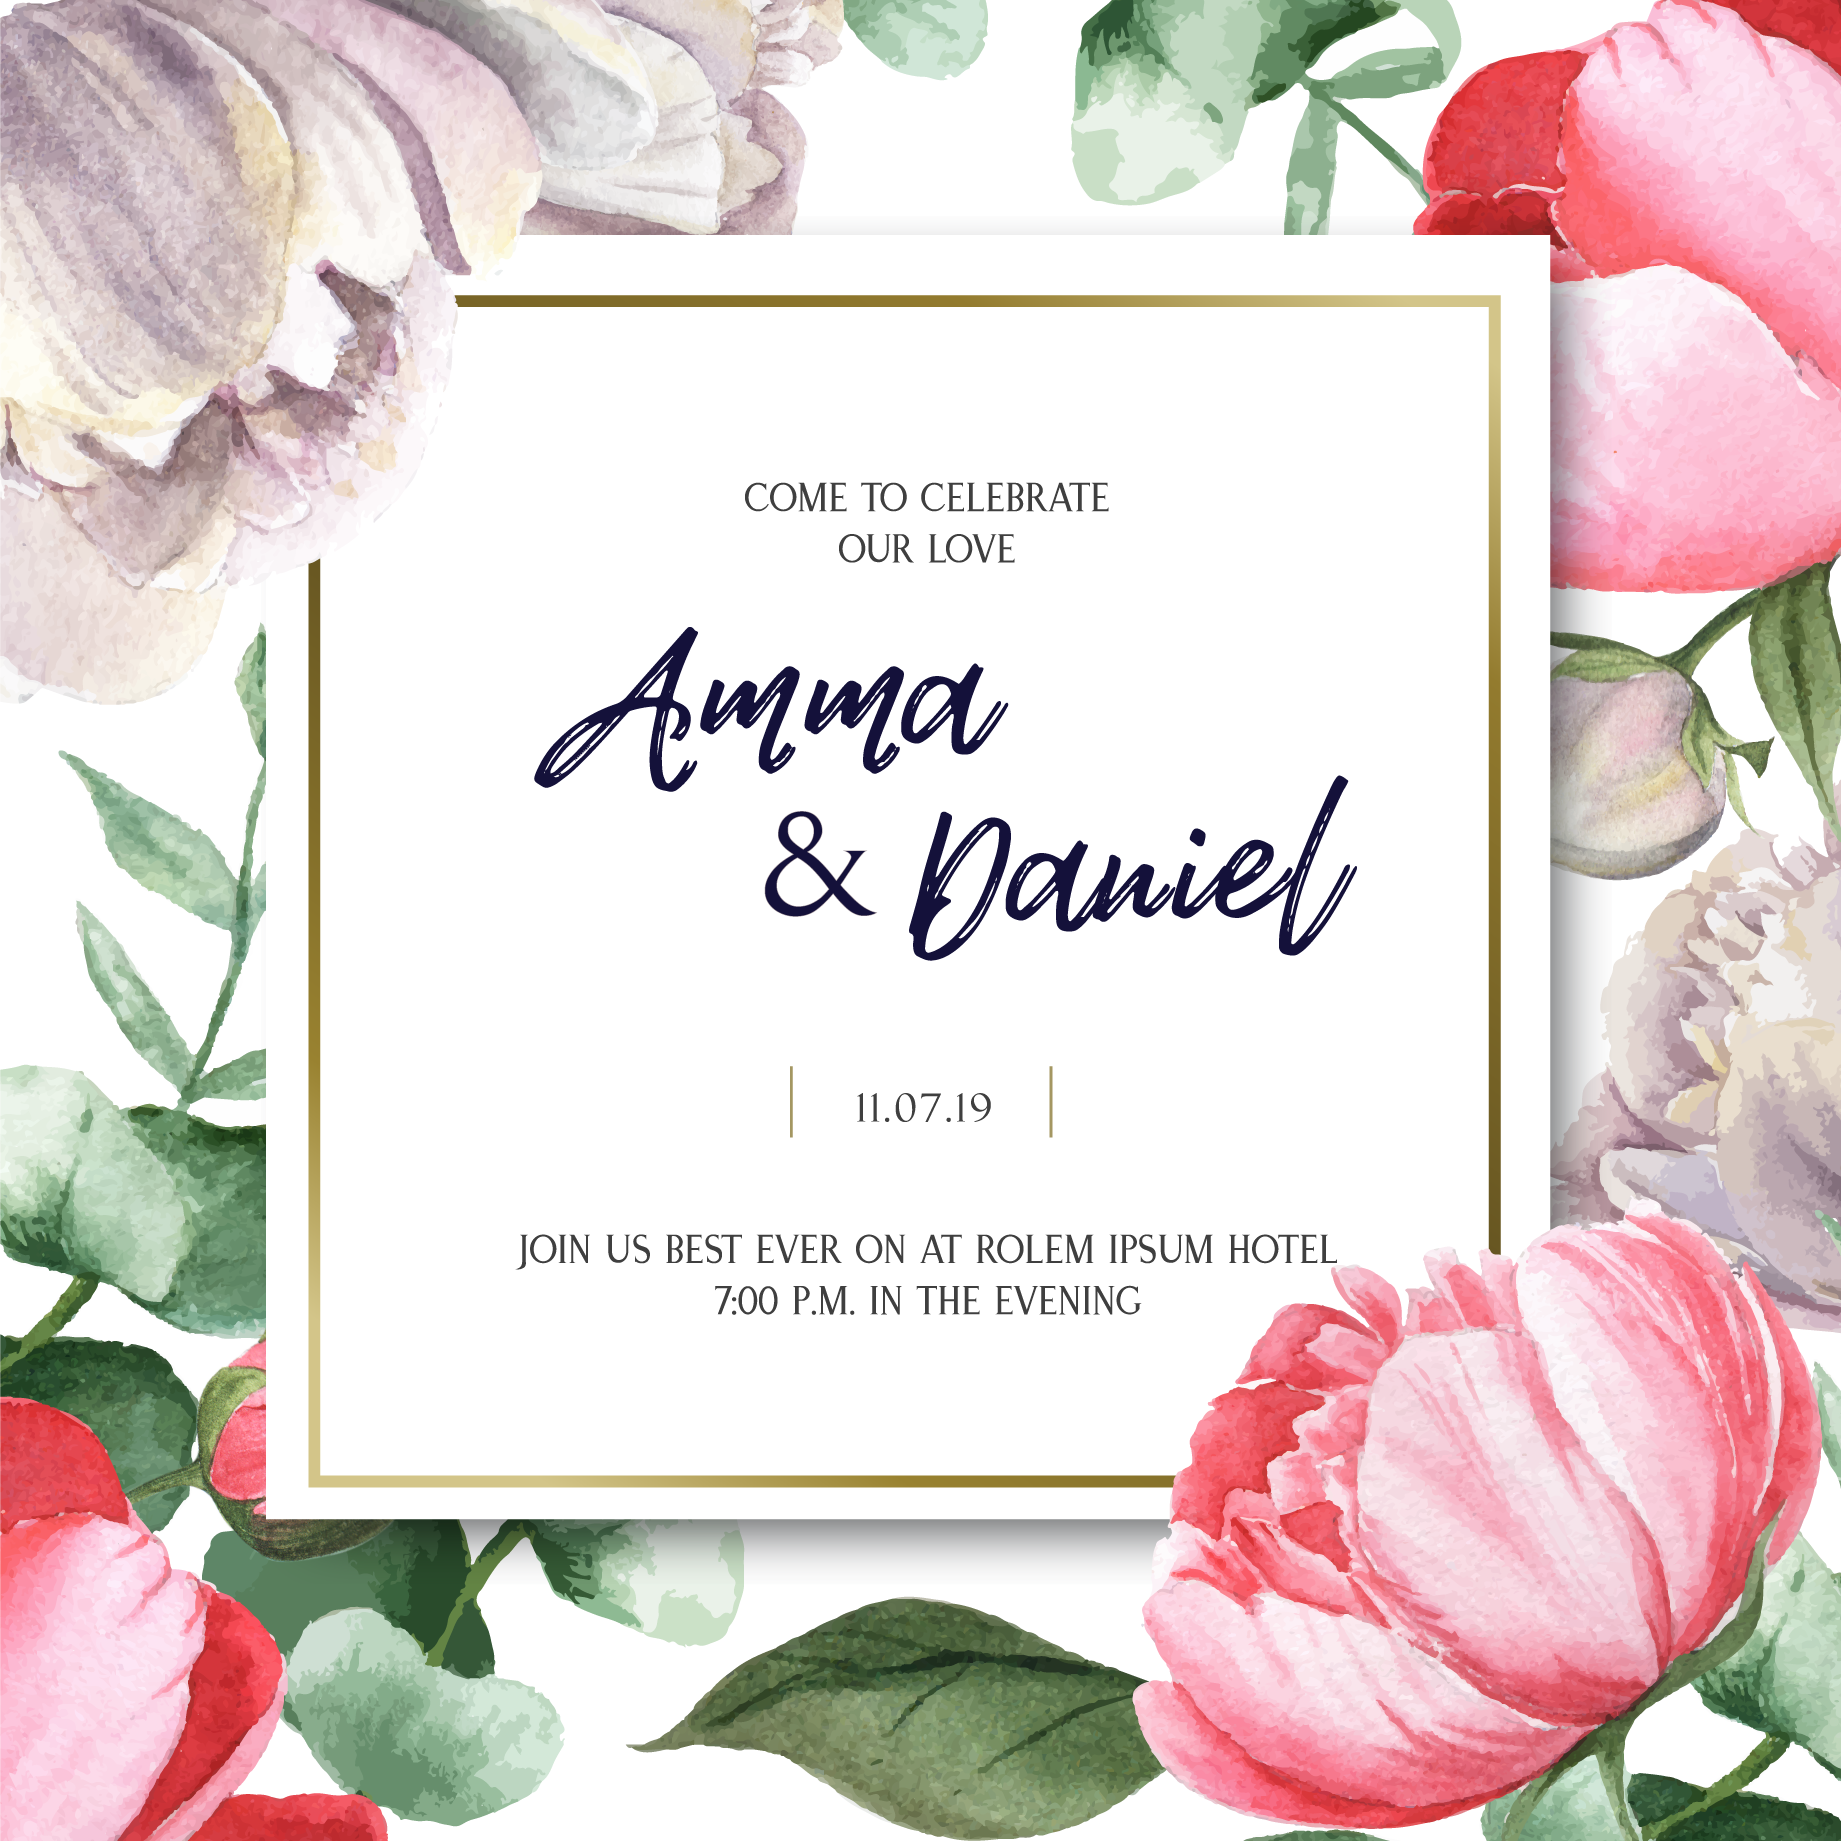 COME TO CELEBRATE
OUR LOVE
Amma
& Daniel
11.07.19
JOIN US BEST EVER ON AT ROLEM IPSUM HOTEL
7:00 P.M. IN THE EVENING